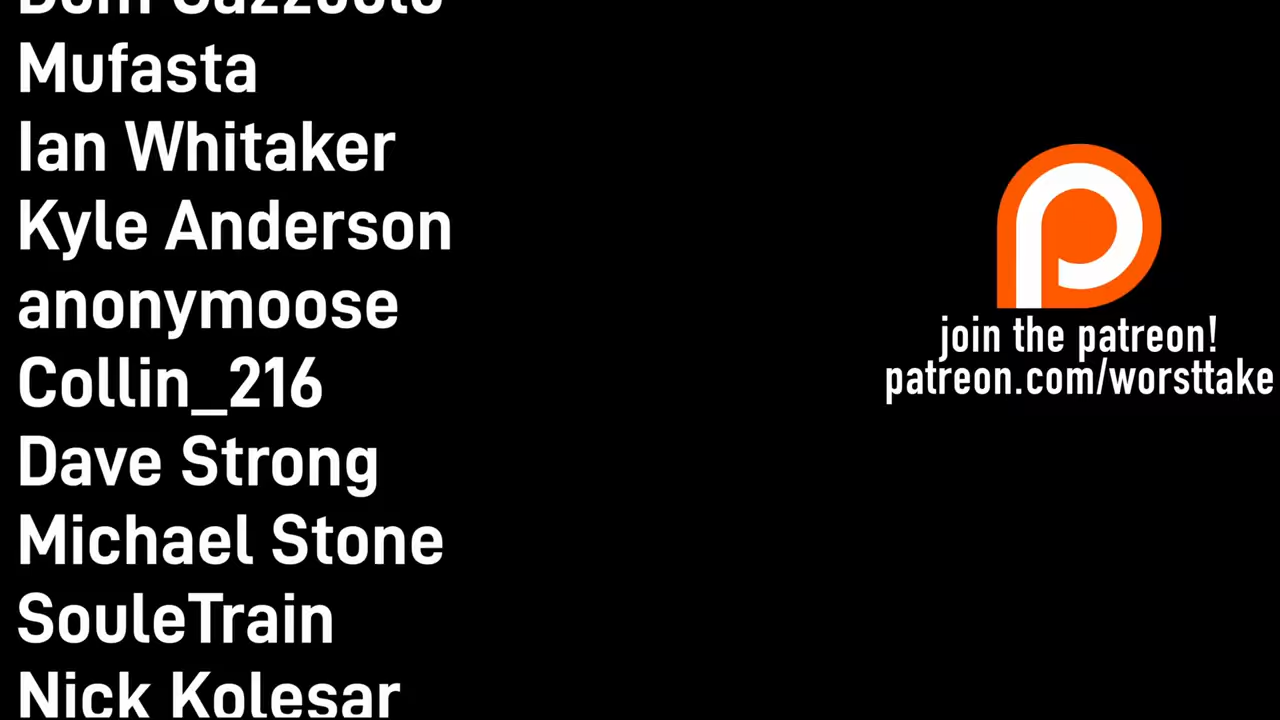 Mufasta
Ian Whitaker
Kyle Anderson
anonymoose
Collin_216
Dave Strong
Michael Stone
SouleTrain
Nick Kolesar
join the patreon!
patreon.com/worsttake